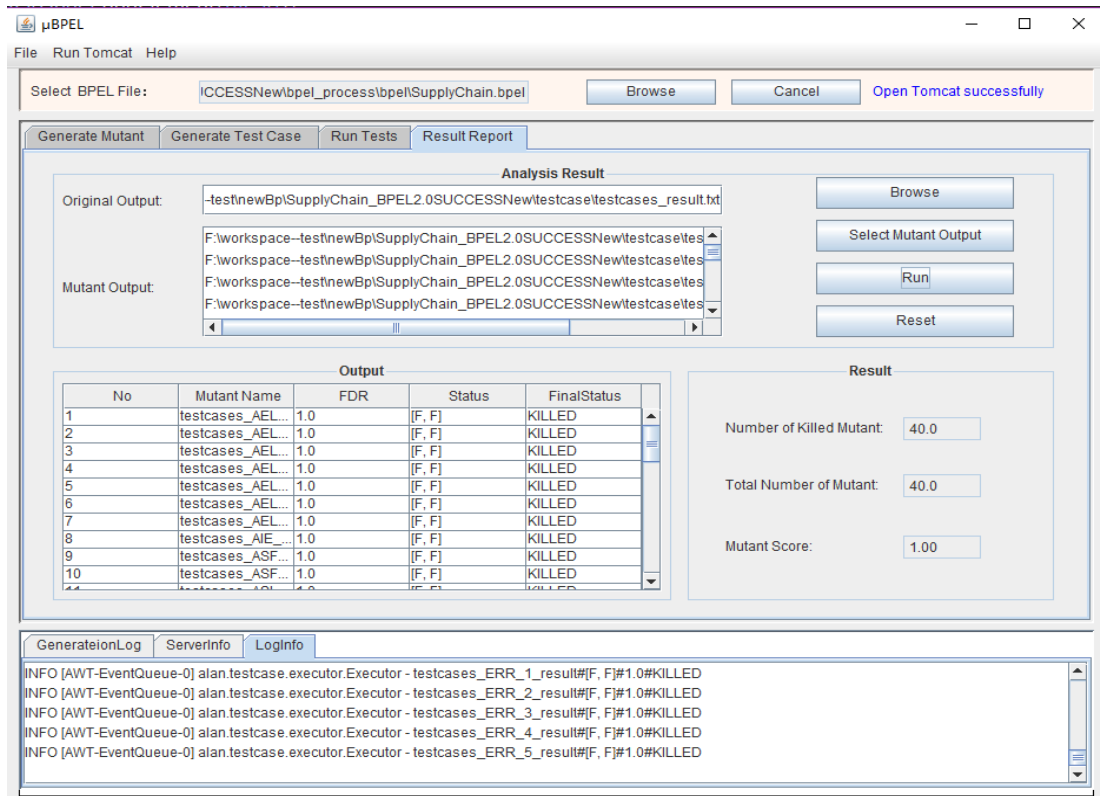 µBPEL
File Run Tomcat Help
Select BPEL File: ICCESSNew\bpel_process\bpel\SupplyChain.bpel Browse Cancel Open Tomcat successfully
Generate Mutant Generate Test Case Run Tests Result Report
Analysis Result
Original Output: --test\newBp\SupplyChain_BPEL2.0SUCCESSNew\testcase\testcases_result.txt Browse
Select Mutant Output
Mutant Output: F:\workspace--test\newBp\SupplyChain_BPEL2.0SUCCESSNew\testcase\tes
F:\workspace--test\newBp\SupplyChain_BPEL2.0SUCCESSNew\testcase\tes
F:\workspace--test\newBp\SupplyChain_BPEL2.0SUCCESSNew\testcase\tes
F:\workspace--test\newBp\SupplyChain_BPEL2.0SUCCESSNew\testcase\tes
Run
Reset
Output
No Mutant Name FDR Status FinalStatus
1 testcases_AEL... 1.0 [F, F] KILLED
2 testcases_AEL... 1.0 [F, F] KILLED
3 testcases_AEL... 1.0 [F, F] KILLED
4 testcases_AEL... 1.0 [F, F] KILLED
5 testcases_AEL... 1.0 [F, F] KILLED
6 testcases_AEL... 1.0 [F, F] KILLED
7 testcases_AEL... 1.0 [F, F] KILLED
8 testcases_AIE_... 1.0 [F, F] KILLED
9 testcases_ASF... 1.0 [F, F] KILLED
10 testcases_ASF... 1.0 [F, F] KILLED
Result
Number of Killed Mutant: 40.0
Total Number of Mutant: 40.0
Mutant Score: 1.00
GenerateionLog ServerInfo LogInfo
INFO [AWT-EventQueue-0] alan.testcase.executor.Executor - testcases_ERR_1_result#[F, F]#1.0#KILLED
INFO [AWT-EventQueue-0] alan.testcase.executor.Executor - testcases_ERR_2_result#[F, F]#1.0#KILLED
INFO [AWT-EventQueue-0] alan.testcase.executor.Executor - testcases_ERR_3_result#[F, F]#1.0#KILLED
INFO [AWT-EventQueue-0] alan.testcase.executor.Executor - testcases_ERR_4_result#[F, F]#1.0#KILLED
INFO [AWT-EventQueue-0] alan.testcase.executor.Executor - testcases_ERR_5_result#[F, F]#1.0#KILLED